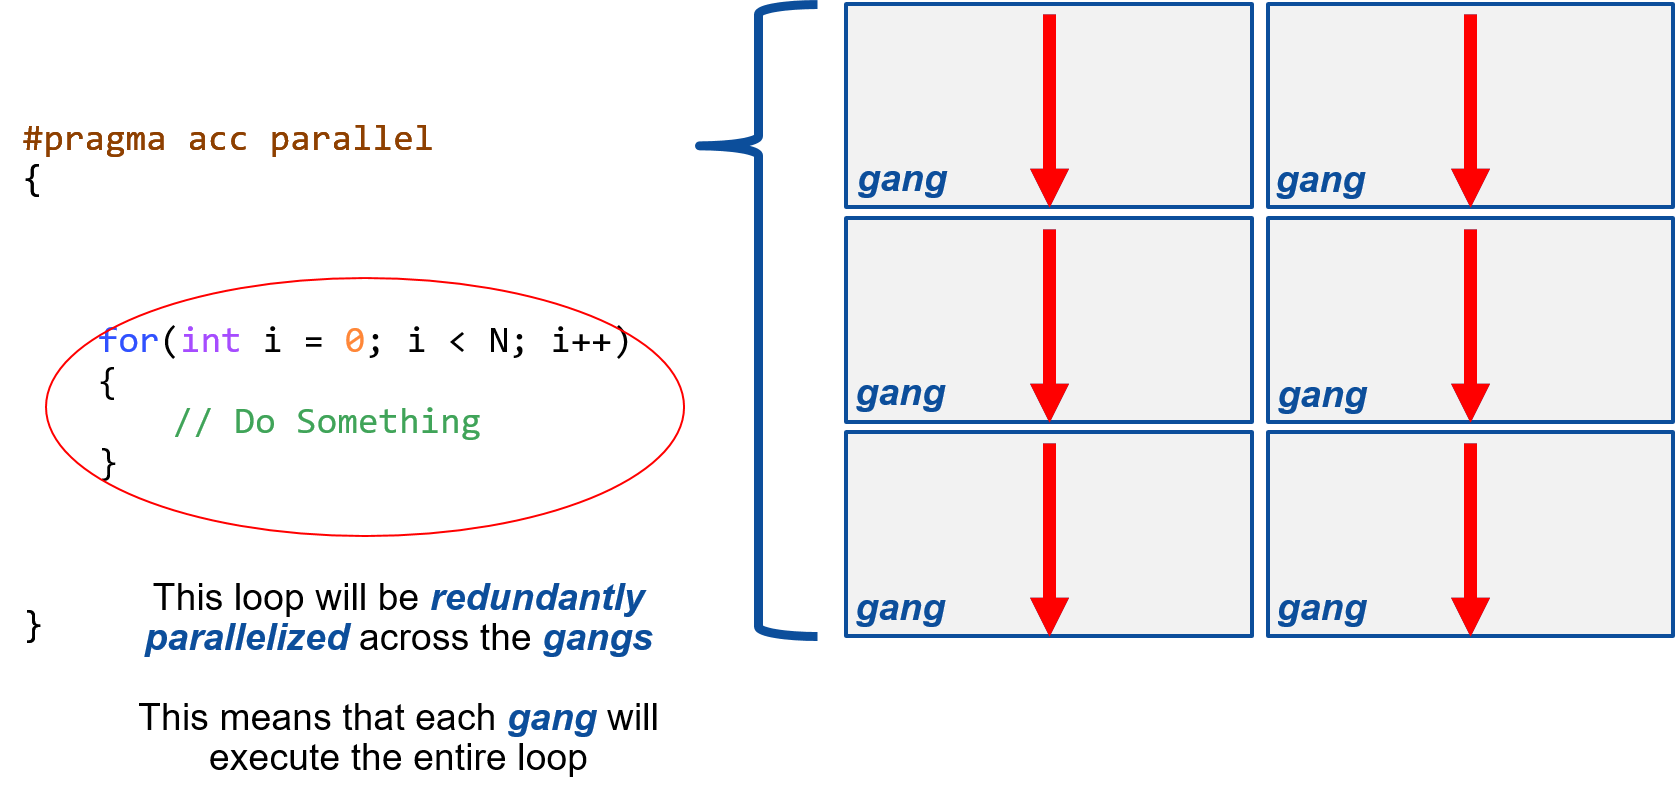 #pragma acc parallel
{
for(int i = 0; i < N; i++)
{
// Do Something
}
}
This loop will be redundantly
parallelized across the gangs
This means that each gang will
execute the entire loop
gang
gang
gang
gang
gang
gang